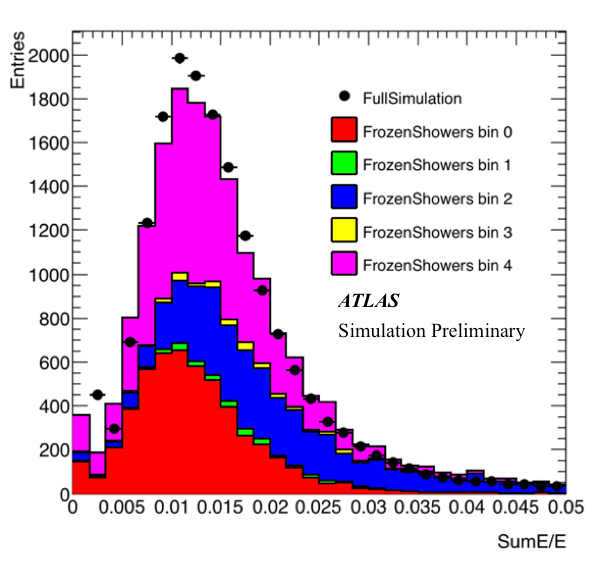 Entries
2000
1800
1600
1400
1200
1000
800
600
400
200
0
FullSimulation
FrozenShowers bin 0
FrozenShowers bin 1
FrozenShowers bin 2
FrozenShowers bin 3
FrozenShowers bin 4
ATLAS
Simulation Preliminary
0 0.005 0.01 0.015 0.02 0.025 0.03 0.035 0.04 0.045 0.05
SumE/E